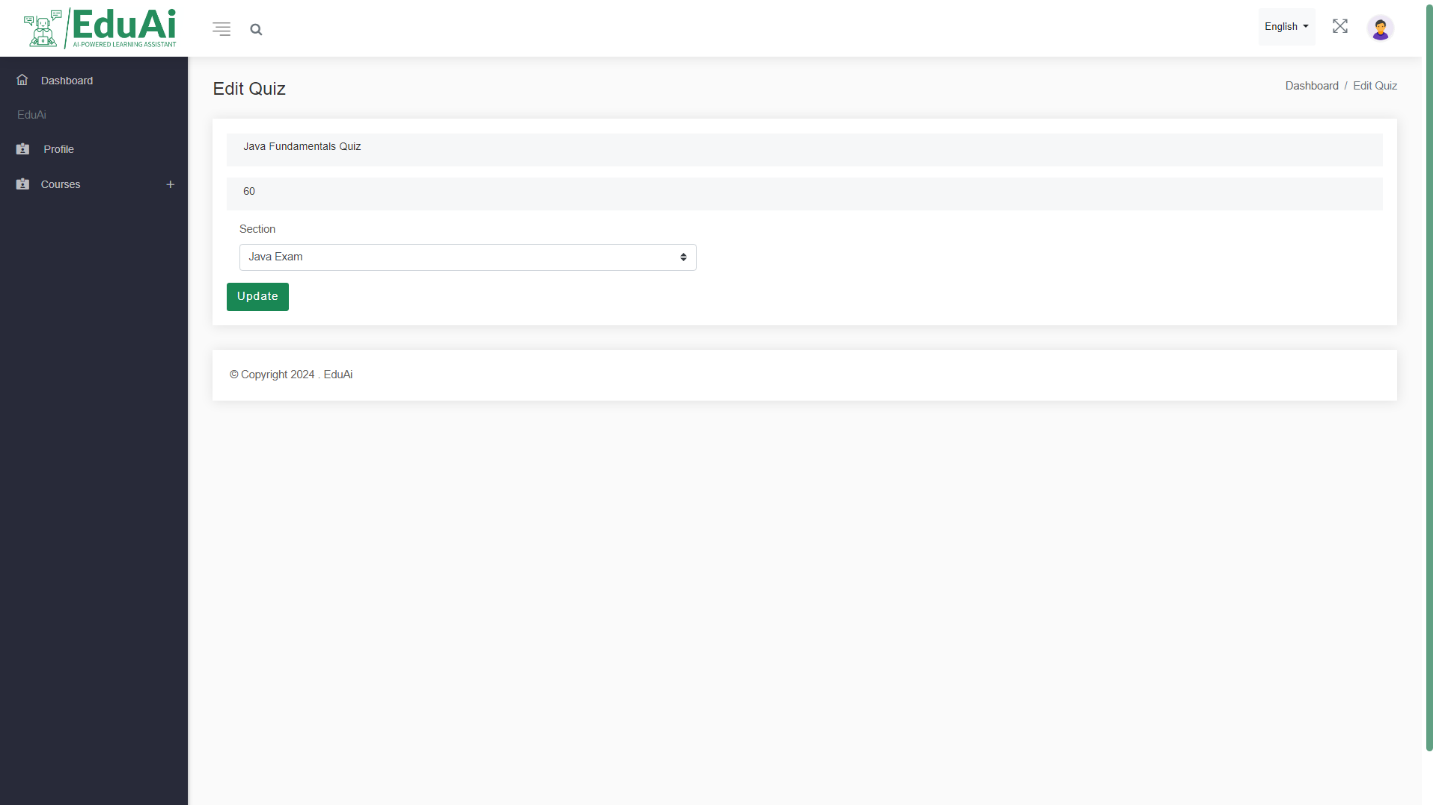 EduAi
AI-POWERED LEARNING ASSISTANT
English
Dashboard
EduAi
Profile
Courses
Edit Quiz
Dashboard / Edit Quiz
Java Fundamentals Quiz
60
Section
Java Exam
Update
© Copyright 2024 . EduAi